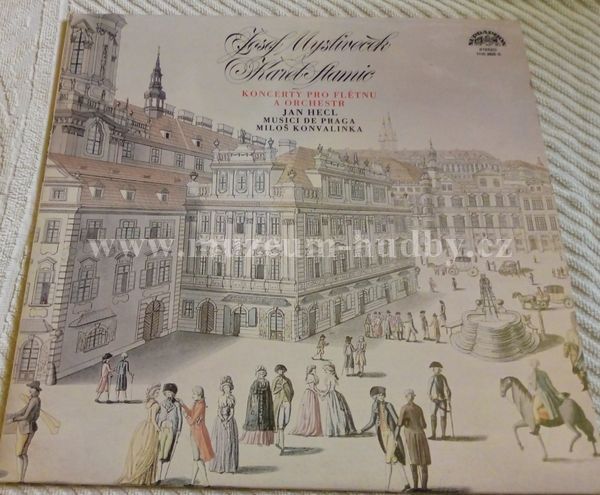 Josef Mysliveček
Karel Stamic
KONCERTY PRO FLÉTNU
A ORCHESTR
JAN HECL
MUSICI DE PRAGA
MILOŠ KONVALINKA
SUPRAPHON
STEREO
www.muzeum-hudby.cz